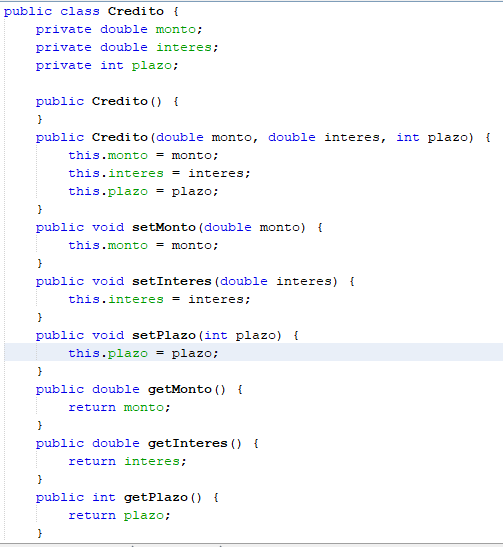 public class Credito {
private double monto;
private double interes;
private int plazo;
public Credito() {
}
public Credito(double monto, double interes, int plazo) {
this.monto = monto;
this.interes = interes;
this.plazo = plazo;
}
public void setMonto(double monto) {
this.monto = monto;
}
public void setInteres(double interes) {
this.interes = interes;
}
public void setPlazo(int plazo) {
this.plazo = plazo;
}
public double getMonto() {
return monto;
}
public double getInteres() {
return interes;
}
public int getPlazo() {
return plazo;
}